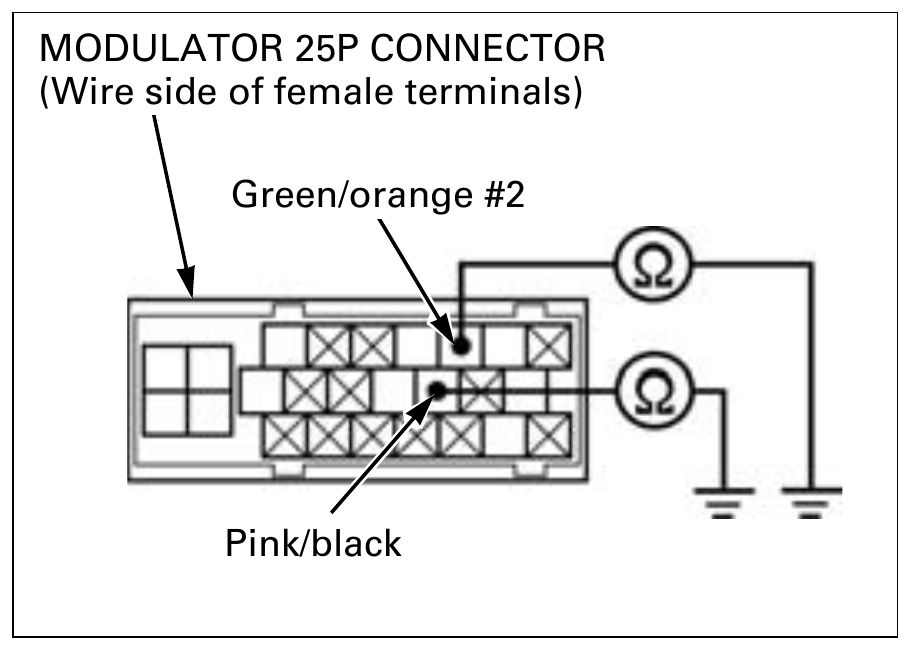 MODULATOR 25P CONNECTOR
(Wire side of female terminals)
Green/orange #2
Ω
Ω
Pink/black